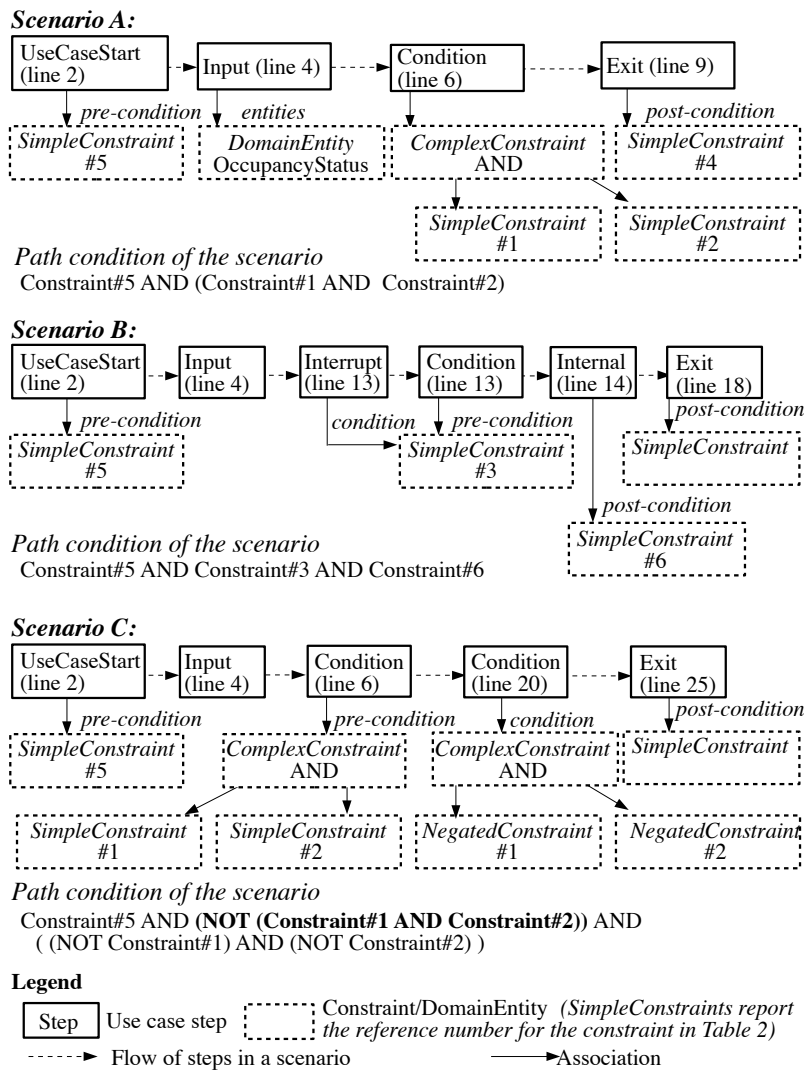 Scenario A:
UseCaseStart (line 2)
Input (line 4)
Condition (line 6)
Exit (line 9)
pre-condition
entities
post-condition
SimpleConstraint #5
DomainEntity OccupancyStatus
ComplexConstraint AND
SimpleConstraint #4
SimpleConstraint #1
SimpleConstraint #2
Path condition of the scenario
Constraint#5 AND (Constraint#1 AND Constraint#2)
Scenario B:
UseCaseStart (line 2)
Input (line 4)
Interrupt (line 13)
Condition (line 13)
Internal (line 14)
Exit (line 18)
pre-condition
condition
pre-condition
post-condition
SimpleConstraint #5
SimpleConstraint #3
SimpleConstraint
post-condition
SimpleConstraint #6
Path condition of the scenario
Constraint#5 AND Constraint#3 AND Constraint#6
Scenario C:
UseCaseStart (line 2)
Input (line 4)
Condition (line 6)
Condition (line 20)
Exit (line 25)
pre-condition
pre-condition
condition
post-condition
SimpleConstraint #5
ComplexConstraint AND
ComplexConstraint AND
SimpleConstraint
SimpleConstraint #1
SimpleConstraint #2
NegatedConstraint #1
NegatedConstraint #2
Path condition of the scenario
Constraint#5 AND (NOT (Constraint#1 AND Constraint#2)) AND
( (NOT Constraint#1) AND (NOT Constraint#2) )
Legend
Step
Use case step
Constraint/DomainEntity (SimpleConstraints report
the reference number for the constraint in Table 2)
Flow of steps in a scenario
Association